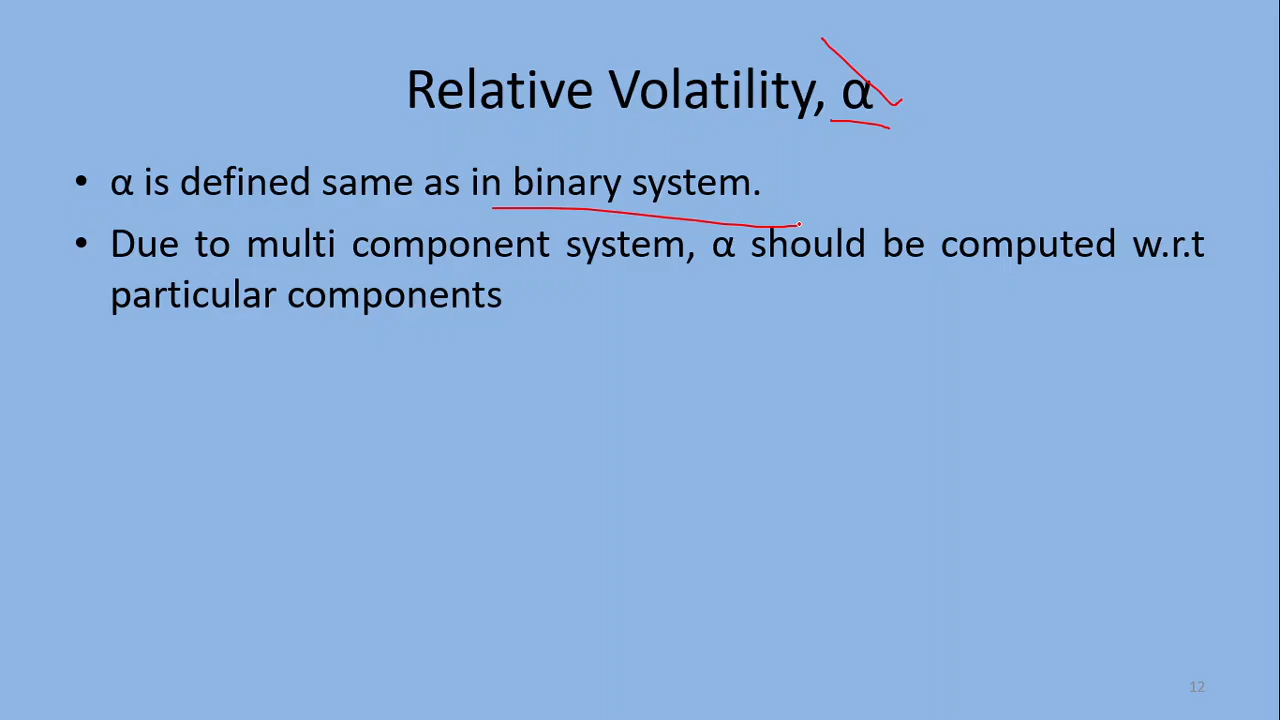 Relative Volatility, α
• α is defined same as in binary system.
• Due to multi component system, α should be computed w.r.t
particular components
12